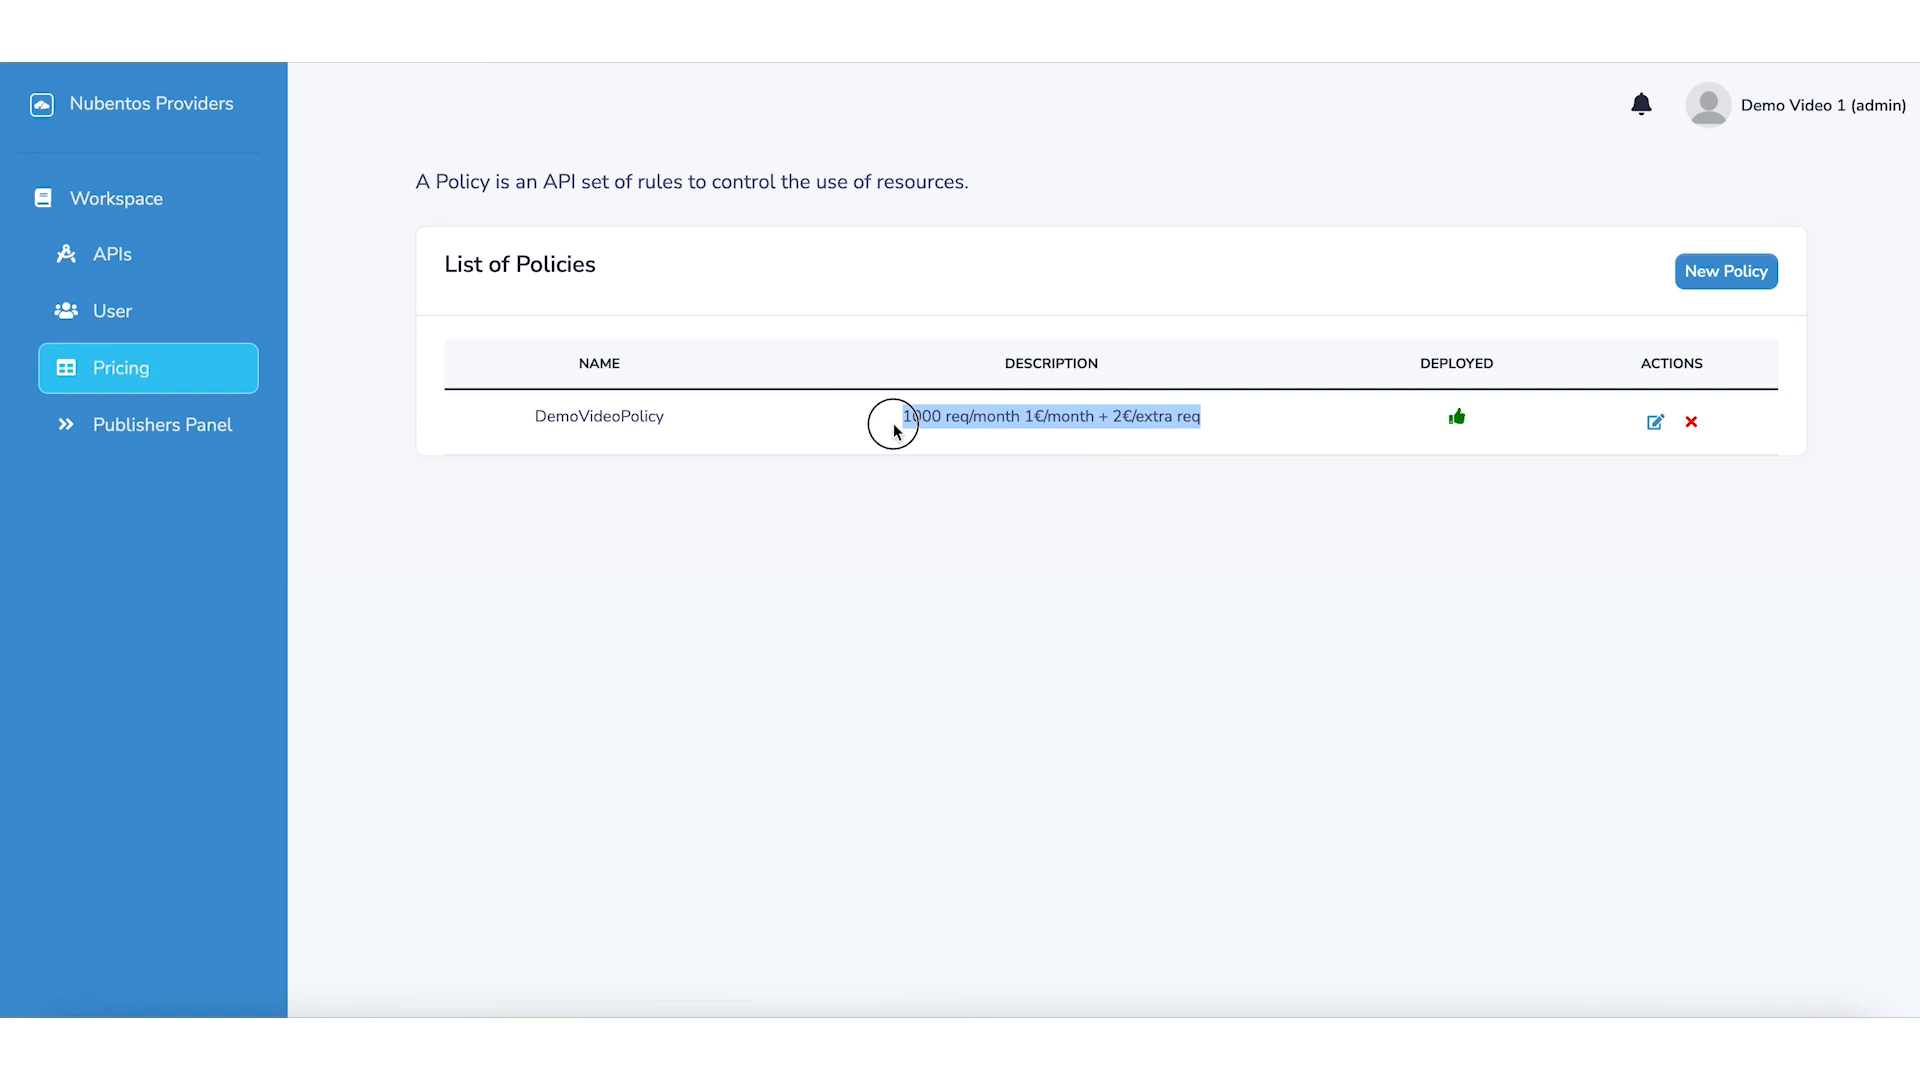 Nubentos Providers
Demo Video 1 (admin)
Workspace
APIs
User
Pricing
Publishers Panel
A Policy is an API set of rules to control the use of resources.
List of Policies
New Policy
NAME DESCRIPTION DEPLOYED ACTIONS
DemoVideoPolicy 1000 req/month 1€/month + 2€/extra req